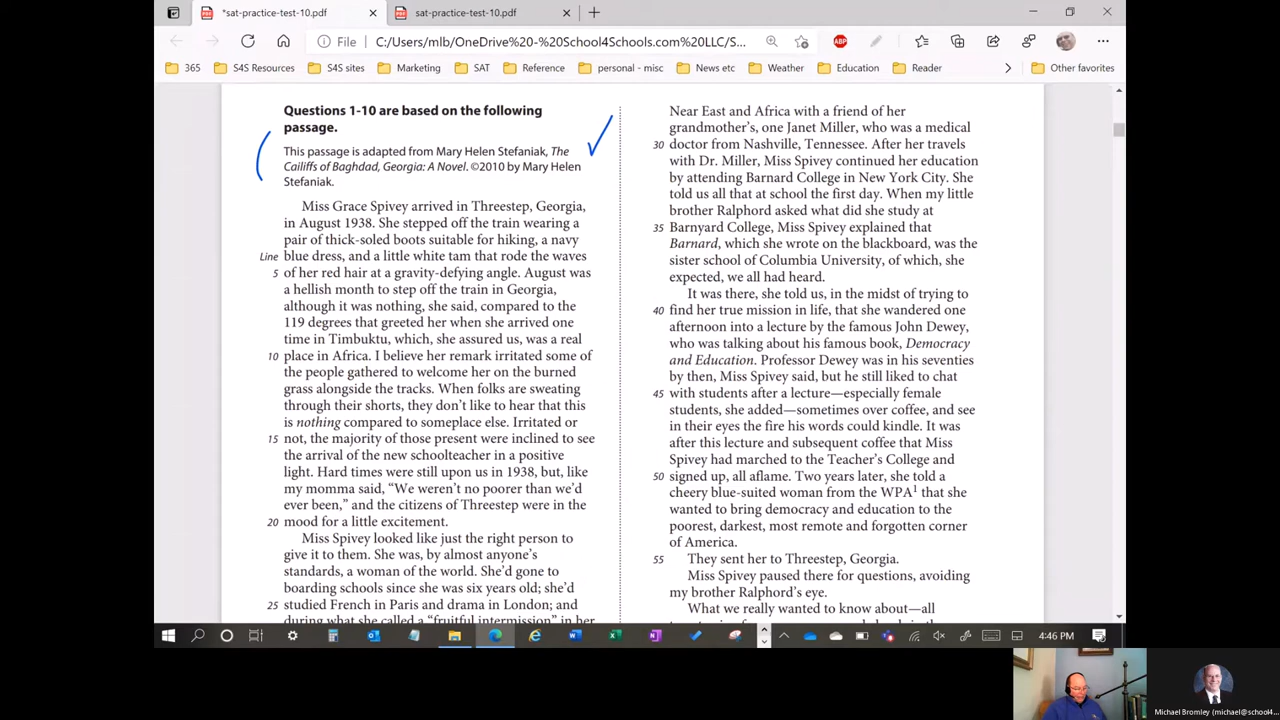 *sat-practice-test-10.pdf
sat-practice-test-10.pdf
File C:/Users/mlb/OneDrive%20-%20School4Schools.com%20LLC/S...
ABP
365
S4S Resources
S4S sites
Marketing
SAT
Reference
personal - misc
News etc
Weather
Education
Reader
Other favorites
Questions 1-10 are based on the following
passage.
This passage is adapted from Mary Helen Stefaniak, The
Cailiffs of Baghdad, Georgia: A Novel. ©2010 by Mary Helen
Stefaniak.
Miss Grace Spivey arrived in Threestep, Georgia,
in August 1938. She stepped off the train wearing a
pair of thick-soled boots suitable for hiking, a navy
Line blue dress, and a little white tam that rode the waves
5 of her red hair at a gravity-defying angle. August was
a hellish month to step off the train in Georgia,
although it was nothing, she said, compared to the
119 degrees that greeted her when she arrived one
time in Timbuktu, which, she assured us, was a real
10 place in Africa. I believe her remark irritated some of
the people gathered to welcome her on the burned
grass alongside the tracks. When folks are sweating
through their shorts, they don't like to hear that this
is nothing compared to someplace else. Irritated or
15 not, the majority of those present were inclined to see
the arrival of the new schoolteacher in a positive
light. Hard times were still upon us in 1938, but, like
my momma said, "We weren't no poorer than we'd
ever been," and the citizens of Threestep were in the
20 mood for a little excitement.
Miss Spivey looked like just the right person to
give it to them. She was, by almost anyone's
standards, a woman of the world. She'd gone to
boarding schools since she was six years old; she'd
25 studied French in Paris and drama in London; and
during what she called a "fruitful intermission" in her
Near East and Africa with a friend of her
grandmother's, one Janet Miller, who was a medical
30 doctor from Nashville, Tennessee. After her travels
with Dr. Miller, Miss Spivey continued her education
by attending Barnard College in New York City. She
told us all that at school the first day. When my little
brother Ralphord asked what did she study at
35 Barnyard College, Miss Spivey explained that
Barnard, which she wrote on the blackboard, was the
sister school of Columbia University, of which, she
expected, we all had heard.
It was there, she told us, in the midst of trying to
40 find her true mission in life, that she wandered one
afternoon into a lecture by the famous John Dewey,
who was talking about his famous book, Democracy
and Education. Professor Dewey was in his seventies
by then, Miss Spivey said, but he still liked to chat
45 with students after a lecture—especially female
students, she added—sometimes over coffee, and see
in their eyes the fire his words could kindle. It was
after this lecture and subsequent coffee that Miss
Spivey had marched to the Teacher's College and
50 signed up, all aflame. Two years later, she told a
cheery blue-suited woman from the WPA1 that she
wanted to bring democracy and education to the
poorest, darkest, most remote and forgotten corner
of America.
55 They sent her to Threestep, Georgia.
Miss Spivey paused there for questions, avoiding
my brother Ralphord's eye.
What we really wanted to know about—all
4:46 PM
Michael Bromley (michael@school4...